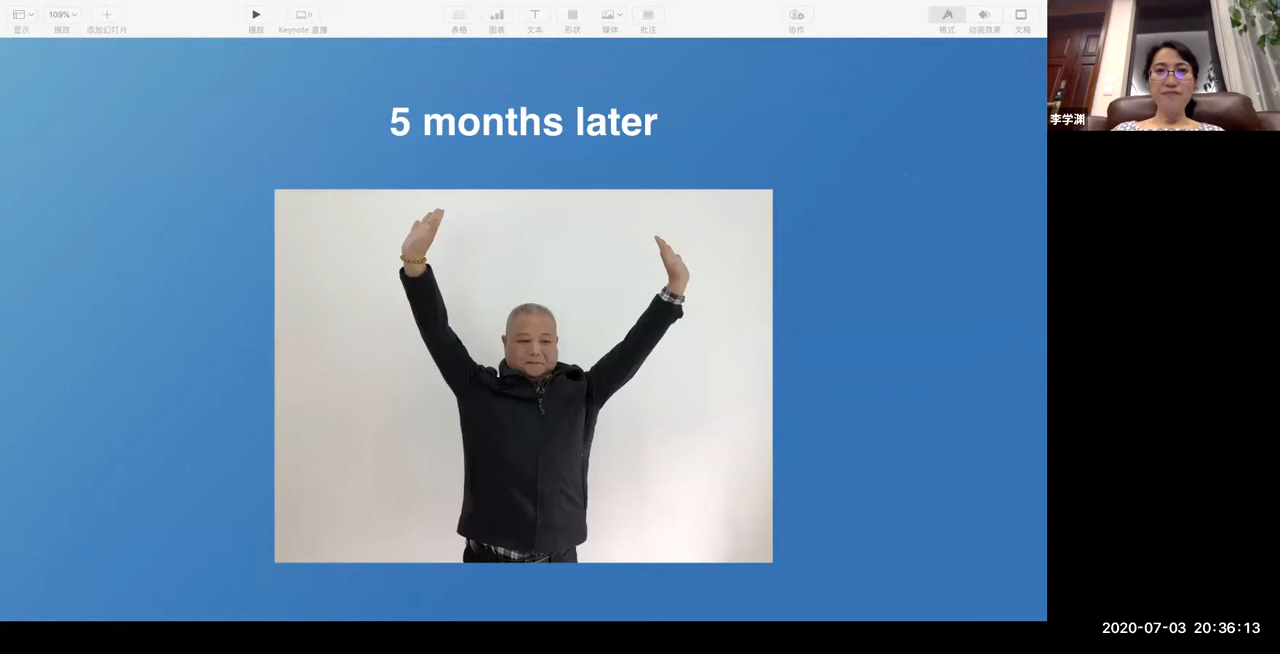 109%
显示
播放
添加幻灯片
播放
Keynote 直播
表格
图表
文本
形状
媒体
批注
协作
格式
动画效果
文稿
5 months later
李学渊
2020-07-03 20:36:13